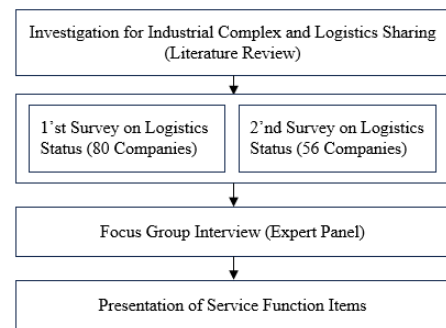 Investigation for Industrial Complex and Logistics Sharing
(Literature Review)
1'st Survey on Logistics
Status (80 Companies)
2'nd Survey on Logistics
Status (56 Companies)
Focus Group Interview (Expert Panel)
Presentation of Service Function Items